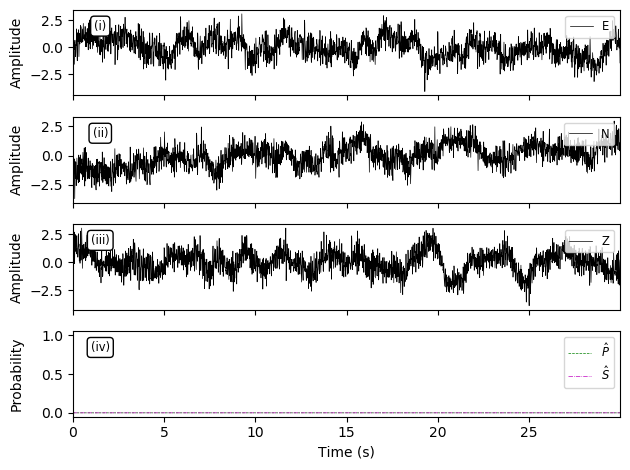 Amplitude
2.5
0.0
−2.5
(i)
E
Amplitude
2.5
0.0
−2.5
(ii)
N
Amplitude
2.5
0.0
−2.5
(iii)
Z
Probability
1.0
0.5
0.0
(iv)
P̂
Ŝ
0 5 10 15 20 25
Time (s)